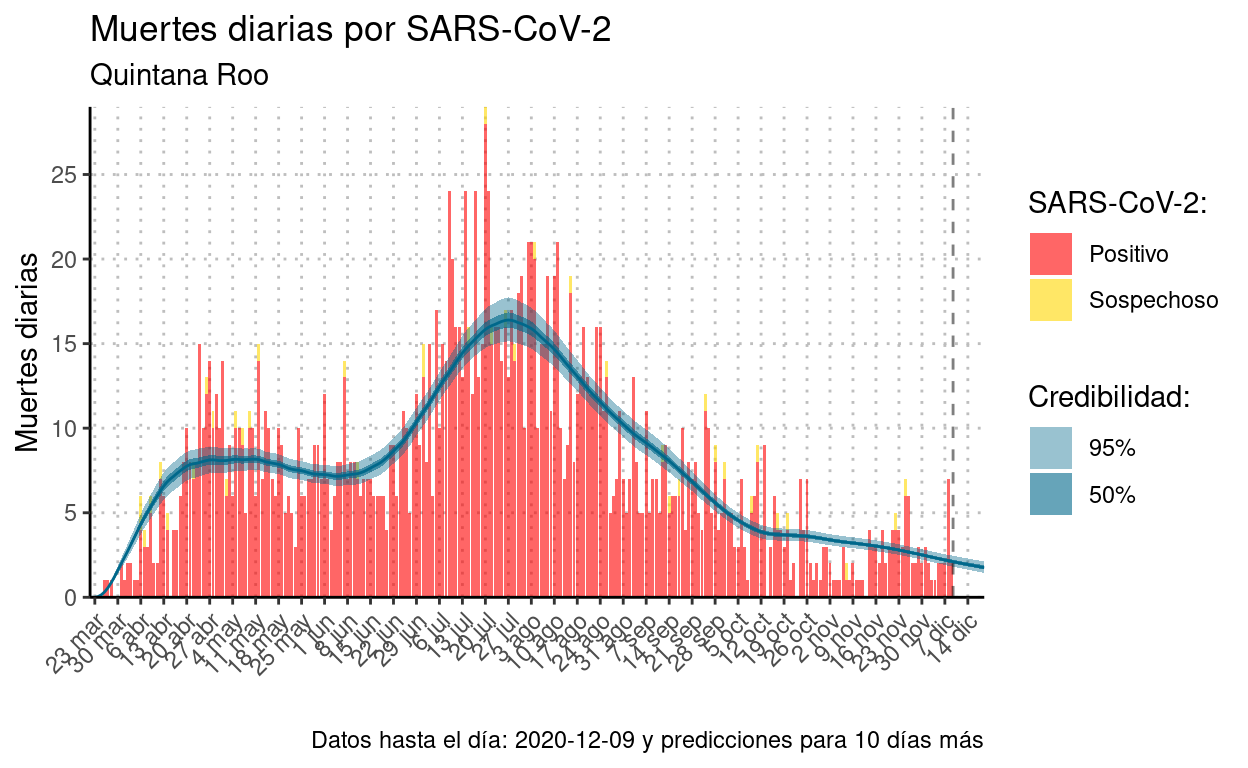 Muertes diarias por SARS-CoV-2
Quintana Roo
Muertes diarias
25
20
15
10
5
0
23 mar
30 mar
6 abr
13 abr
20 abr
27 abr
4 may
11 may
18 may
25 may
1 jun
8 jun
15 jun
22 jun
29 jun
6 jul
13 jul
20 jul
27 jul
3 ago
10 ago
17 ago
24 ago
31 ago
7 sep
14 sep
21 sep
28 sep
5 oct
12 oct
19 oct
26 oct
2 nov
9 nov
16 nov
23 nov
30 nov
7 dic
14 dic
SARS-CoV-2:
Positivo
Sospechoso
Credibilidad:
95%
50%
Datos hasta el día: 2020-12-09 y predicciones para 10 días más